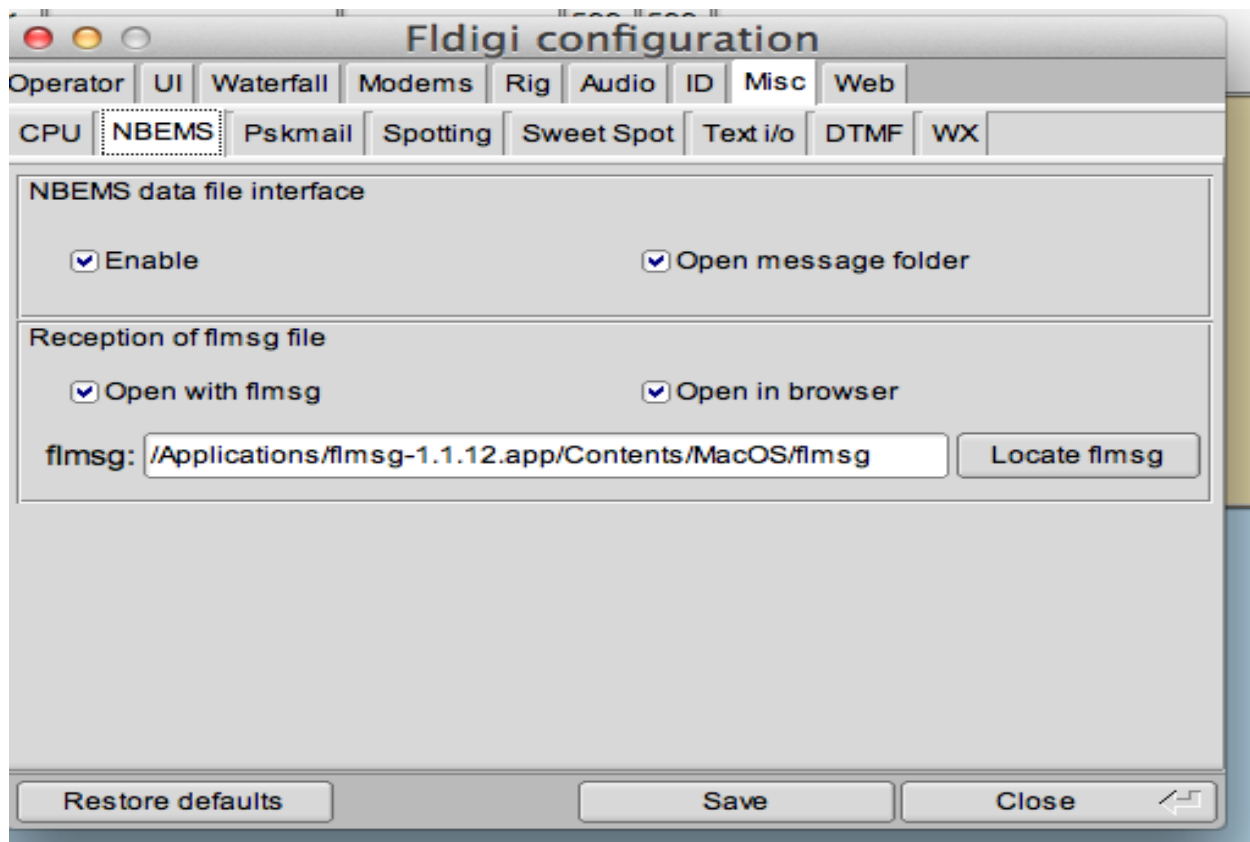 Fldigi configuration
Operator UI Waterfall Modems Rig Audio ID Misc Web
CPU NBEMS Pskmail Spotting Sweet Spot Text i/o DTMF WX
NBEMS data file interface
Enable Open message folder
Reception of flmsg file
Open with flmsg Open in browser
flmsg: /Applications/flmsg-1.1.12.app/Contents/MacOS/flmsg Locate flmsg
Restore defaults Save Close